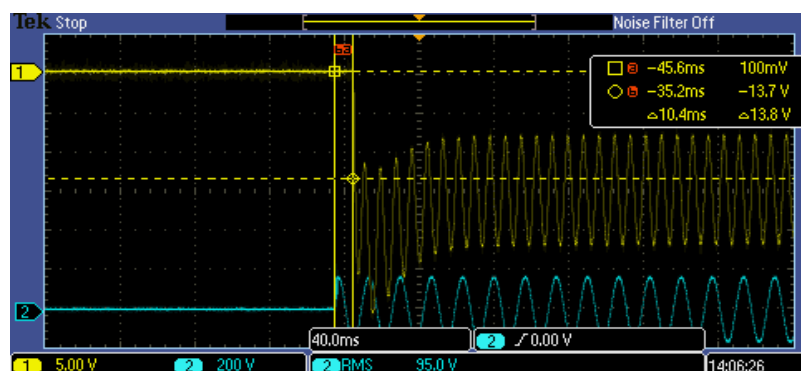 Tek Stop Noise Filter Off
ba
1
a -45.6ms 100mV
b -35.2ms -13.7 V
△10.4ms △13.8 V
2
40.0ms 2 0.00 V
1 5.00 V 2 200 V 2 RMS 95.0 V 14:06:26